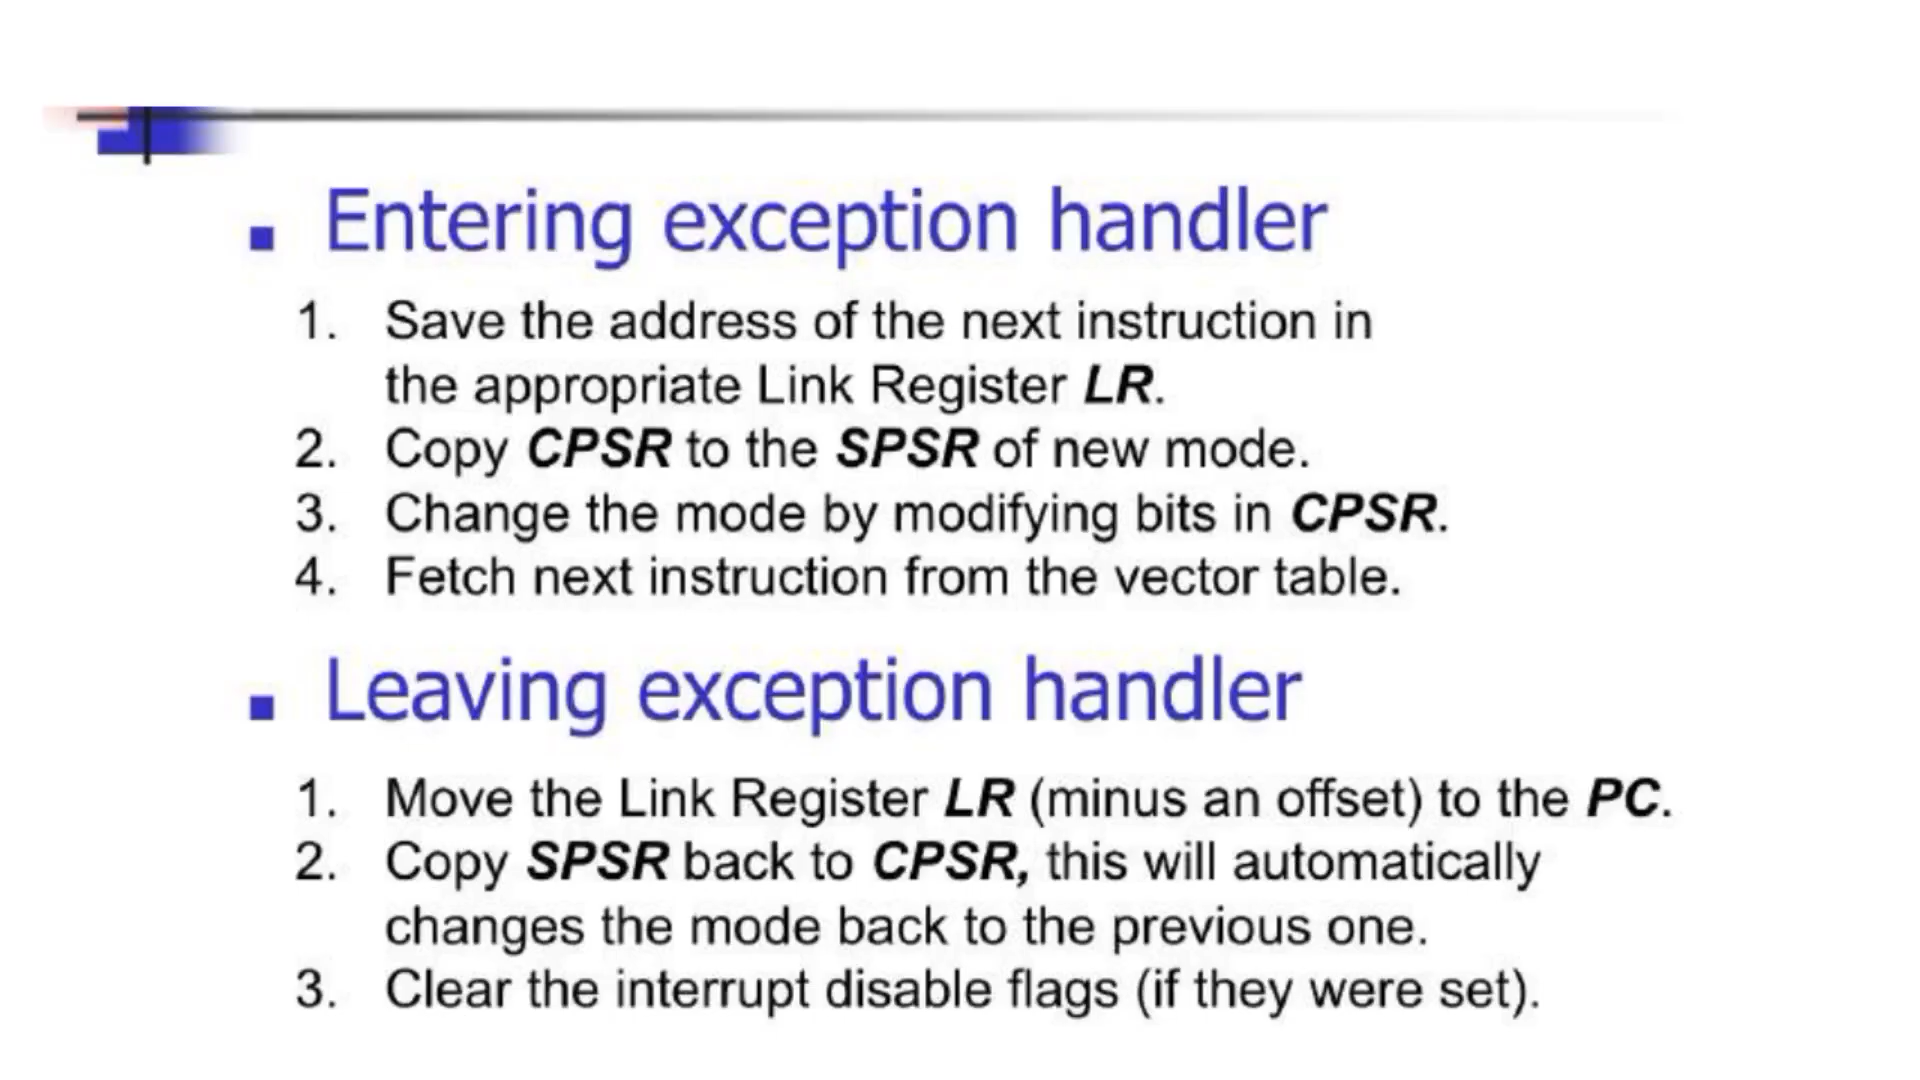 Entering exception handler
1. Save the address of the next instruction in
the appropriate Link Register LR.
2. Copy CPSR to the SPSR of new mode.
3. Change the mode by modifying bits in CPSR.
4. Fetch next instruction from the vector table.
Leaving exception handler
1. Move the Link Register LR (minus an offset) to the PC.
2. Copy SPSR back to CPSR, this will automatically
changes the mode back to the previous one.
3. Clear the interrupt disable flags (if they were set).